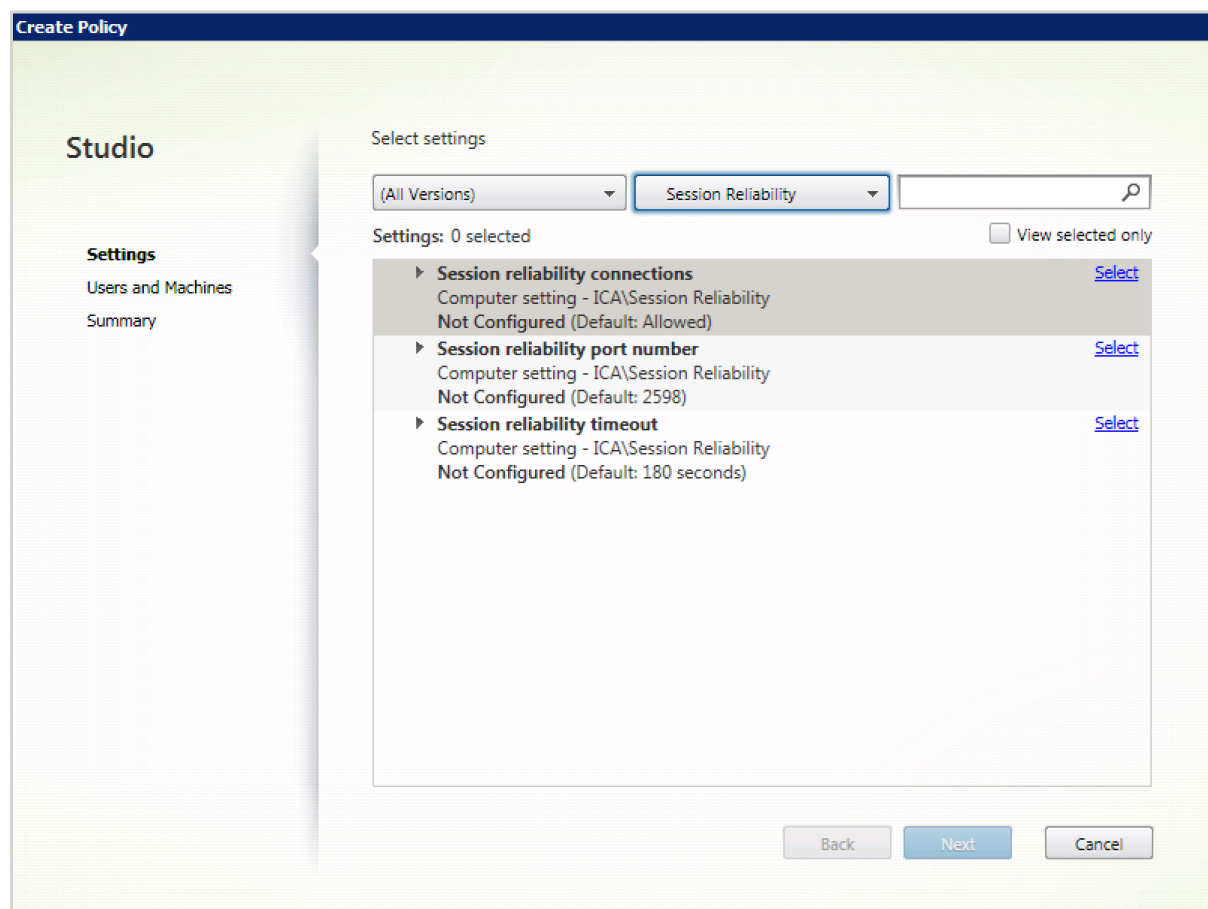 Create Policy
Studio
Select settings
(All Versions)
Session Reliability
Settings: 0 selected
View selected only
Settings
Users and Machines
Summary
Session reliability connections
Select
Computer setting - ICA\Session Reliability
Not Configured (Default: Allowed)
Session reliability port number
Select
Computer setting - ICA\Session Reliability
Not Configured (Default: 2598)
Session reliability timeout
Select
Computer setting - ICA\Session Reliability
Not Configured (Default: 180 seconds)
Back
Next
Cancel